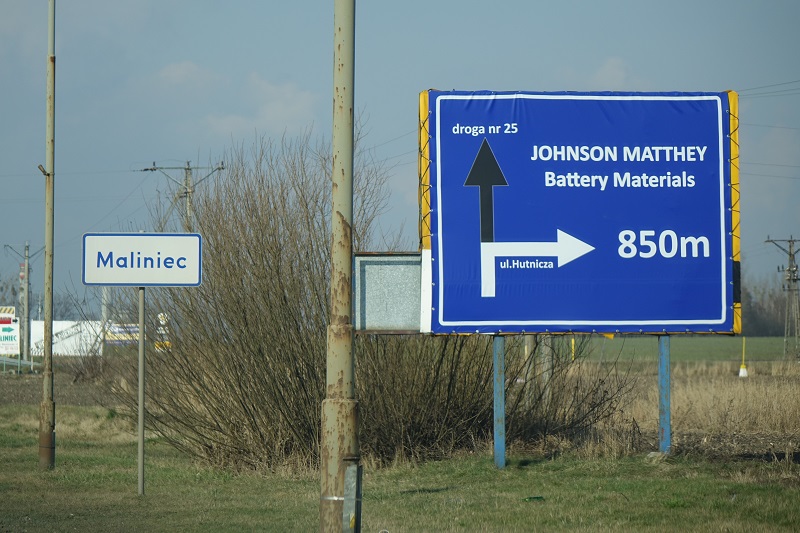 Maliniec
droga nr 25
JOHNSON MATTHEY
Battery Materials
850m
ul.Hutnicza